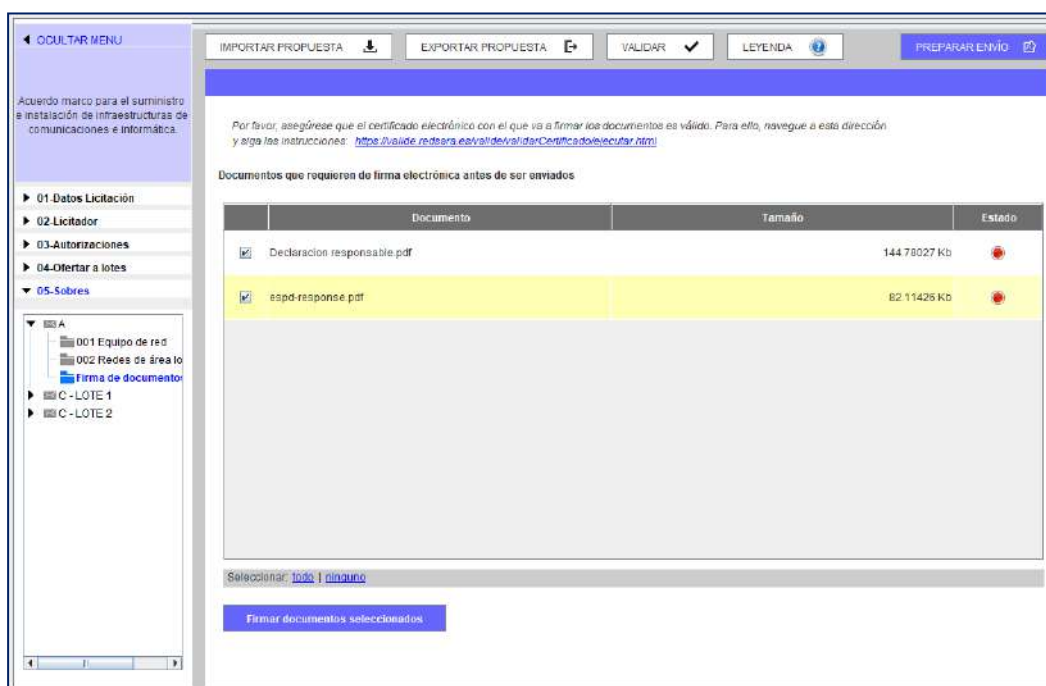 OCULTAR MENU
Acuerdo marco para el suministro
e instalación de infraestructuras de
comunicaciones e informática.
01-Datos Licitación
02-Licitador
03-Autorizaciones
04-Ofertar a lotes
05-Sobres
A
001 Equipo de red
002 Redes de área lo
Firma de documento
C - LOTE 1
C - LOTE 2
IMPORTAR PROPUESTA
EXPORTAR PROPUESTA
VALIDAR
LEYENDA
PREPARAR ENVÍO
Por favor, asegúrese que el certificado electrónico con el que va a firmar los documentos es válido. Para ello, navegue a esta dirección
y siga las instrucciones: https://valide.redsara.es/valide/validarCertificado/ejecutar.html
Documentos que requieren de firma electrónica antes de ser enviados
Documento Tamaño Estado
Declaracion responsable.pdf 144.78027 Kb
espd-response.pdf 82.11426 Kb
Seleccionar: todo | ninguno
Firmar documentos seleccionados